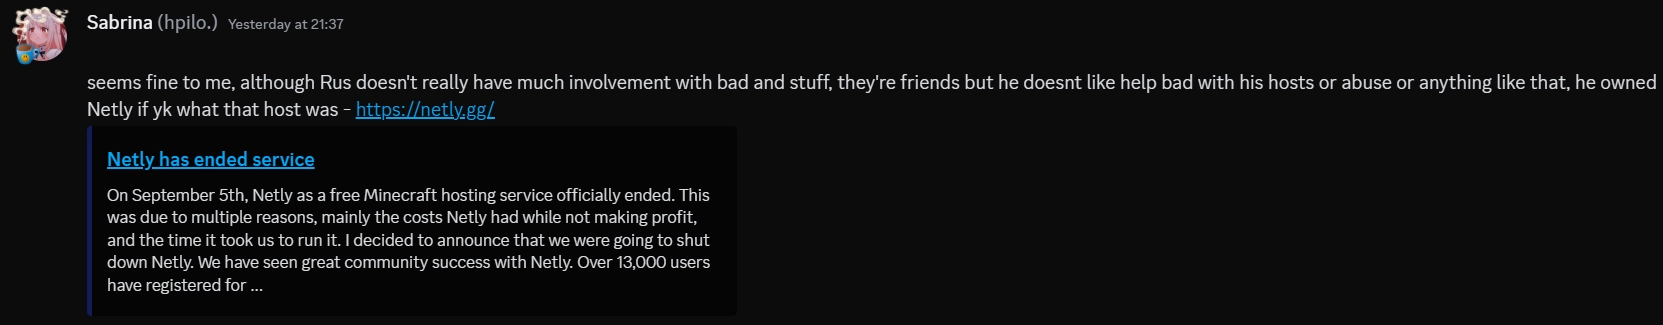 Sabrina (hpilo.) Yesterday at 21:37
seems fine to me, although Rus doesn't really have much involvement with bad and stuff, they're friends but he doesnt like help bad with his hosts or abuse or anything like that, he owned
Netly if yk what that host was - https://netly.gg/
Netly has ended service
On September 5th, Netly as a free Minecraft hosting service officially ended. This
was due to multiple reasons, mainly the costs Netly had while not making profit,
and the time it took us to run it. I decided to announce that we were going to shut
down Netly. We have seen great community success with Netly. Over 13,000 users
have registered for ...